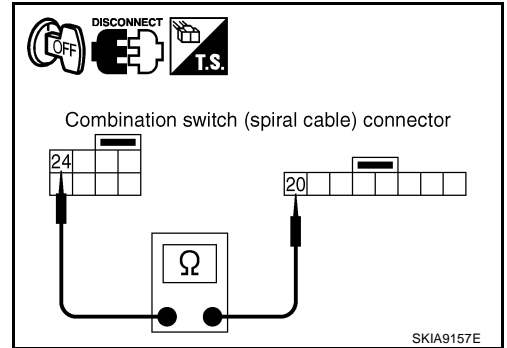 DISCONNECT
OFF
T.S.
Combination switch (spiral cable) connector
24
20
Ω
SKIA9157E